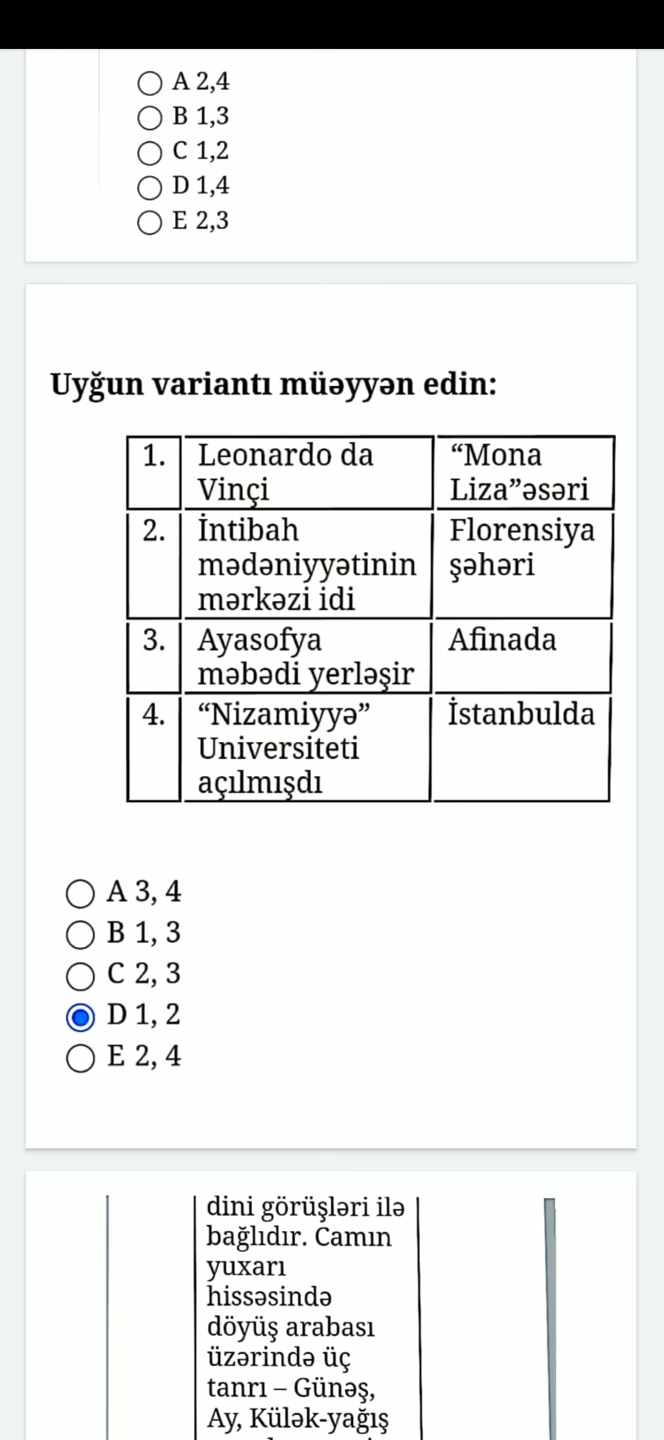 A 2,4
B 1,3
C 1,2
D 1,4
E 2,3
Uyğun variantı müəyyən edin:
1. Leonardo da Vinçi “Mona Liza”əsəri
2. İntibah mədəniyyətinin mərkəzi idi Florensiya şəhəri
3. Ayasofya məbədi yerləşir Afinada
4. “Nizamiyyə” Universiteti açılmışdı İstanbulda
A 3, 4
B 1, 3
C 2, 3
D 1, 2
E 2, 4
dini görüşləri ilə
bağlıdır. Camın
yuxarı
hissəsində
döyüş arabası
üzərində üç
tanrı – Günəş,
Ay, Külək-yağış